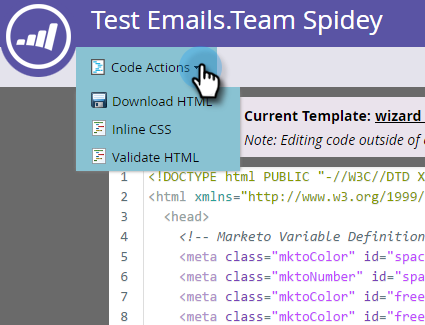 Test Emails.Team Spidey
Code Actions
Download HTML
Inline CSS
Validate HTML
Current Template: wizard
Note: Editing code outside of
1 <!DOCTYPE html PUBLIC "-//W3C//DTD X
2 <html xmlns="http://www.w3.org/1999/
3 <head>
4 <!-- Marketo Variable Definition
5 <meta class="mktoColor" id="spac
6 <meta class="mktoNumber" id="spa
7 <meta class="mktoColor" id="free
8 <meta class="mktoColor" id="free